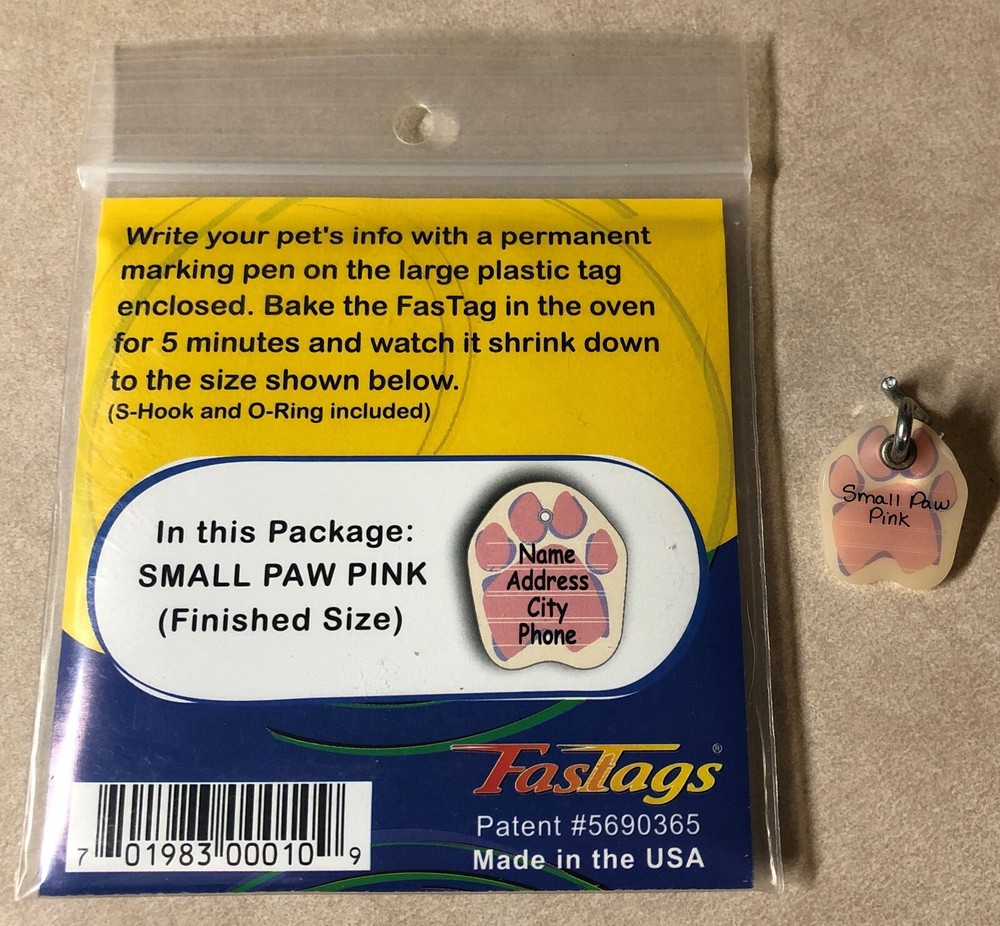 Write your pet's info with a permanent
marking pen on the large plastic tag
enclosed. Bake the FasTag in the oven
for 5 minutes and watch it shrink down
to the size shown below.
(S-Hook and O-Ring included)
In this Package:
SMALL PAW PINK
(Finished Size)
Name
Address
City
Phone
Small Paw
Pink
FasTags®
Patent #5690365
Made in the USA
7 01983 00010 9